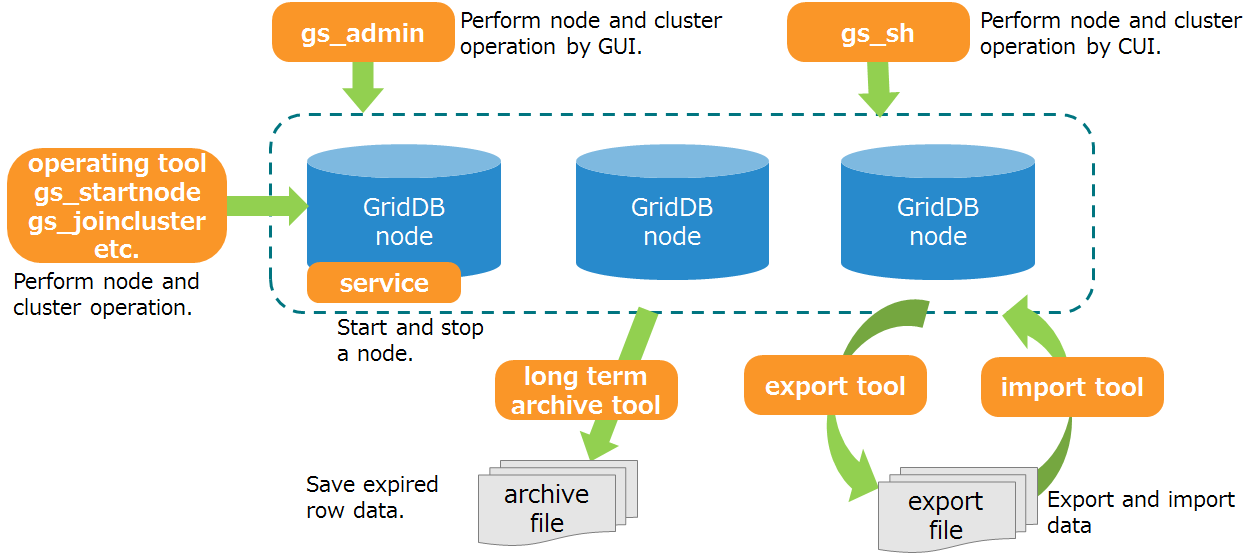 gs_admin
Perform node and cluster
operation by GUI.
gs_sh
Perform node and cluster
operation by CUI.
operating tool
gs_startnode
gs_joincluster
etc.
Perform node and
cluster operation.
GridDB
node
GridDB
node
GridDB
node
service
Start and stop
a node.
long term
archive tool
export tool
import tool
Save expired
row data.
archive
file
export
file
Export and import
data